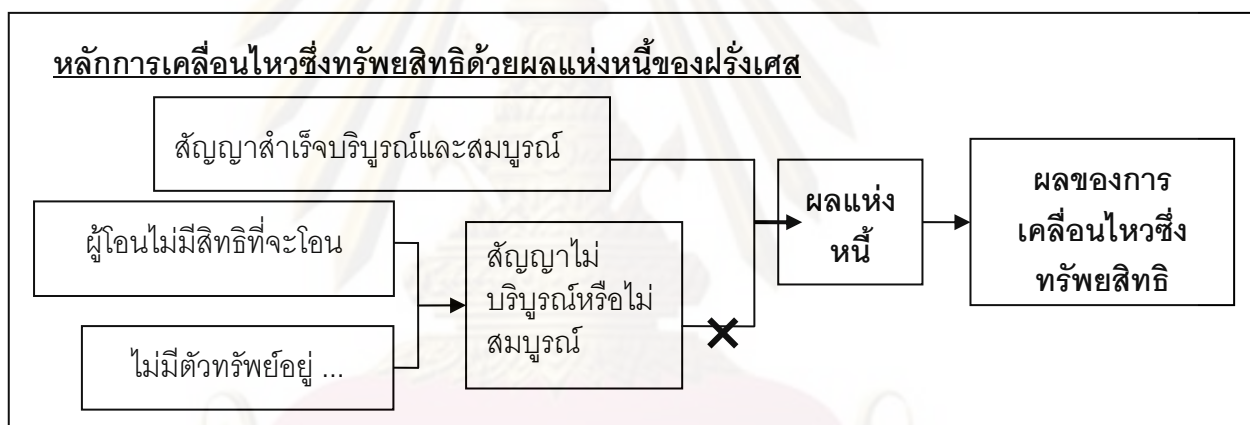 หลักการเคลื่อนไหวซึ่งทรัพยสิทธิด้วยผลแห่งหนี้ของฝรั่งเศส
สัญญาสำเร็จบริบูรณ์และสมบูรณ์
ผู้โอนไม่มีสิทธิที่จะโอน
ไม่มีตัวทรัพย์อยู่ ...
สัญญาไม่
บริบูรณ์หรือไม่
สมบูรณ์
ผลแห่ง
หนี้
ผลของการ
เคลื่อนไหวซึ่ง
ทรัพยสิทธิ